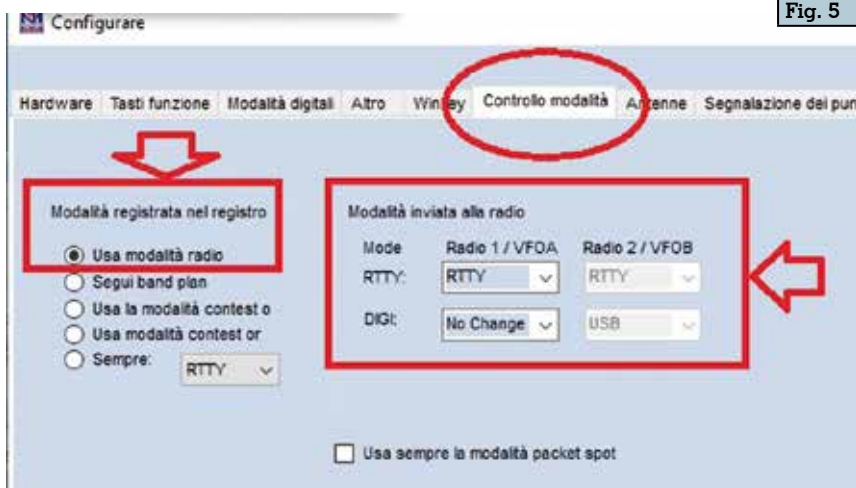 Fig. 5
Configurare
Hardware Tasti funzione Modalità digitali Altro WinKey Controllo modalità Antenne Segnalazione dei pun
Modalità registrata nel registro
Usa modalità radio
Segui band plan
Usa la modalità contest o
Usa modalità contest or
Sempre: RTTY
Modalità inviata alla radio
Mode Radio 1 / VFOA Radio 2 / VFOB
RTTY: RTTY RTTY
DIGI: No Change USB
Usa sempre la modalità packet spot